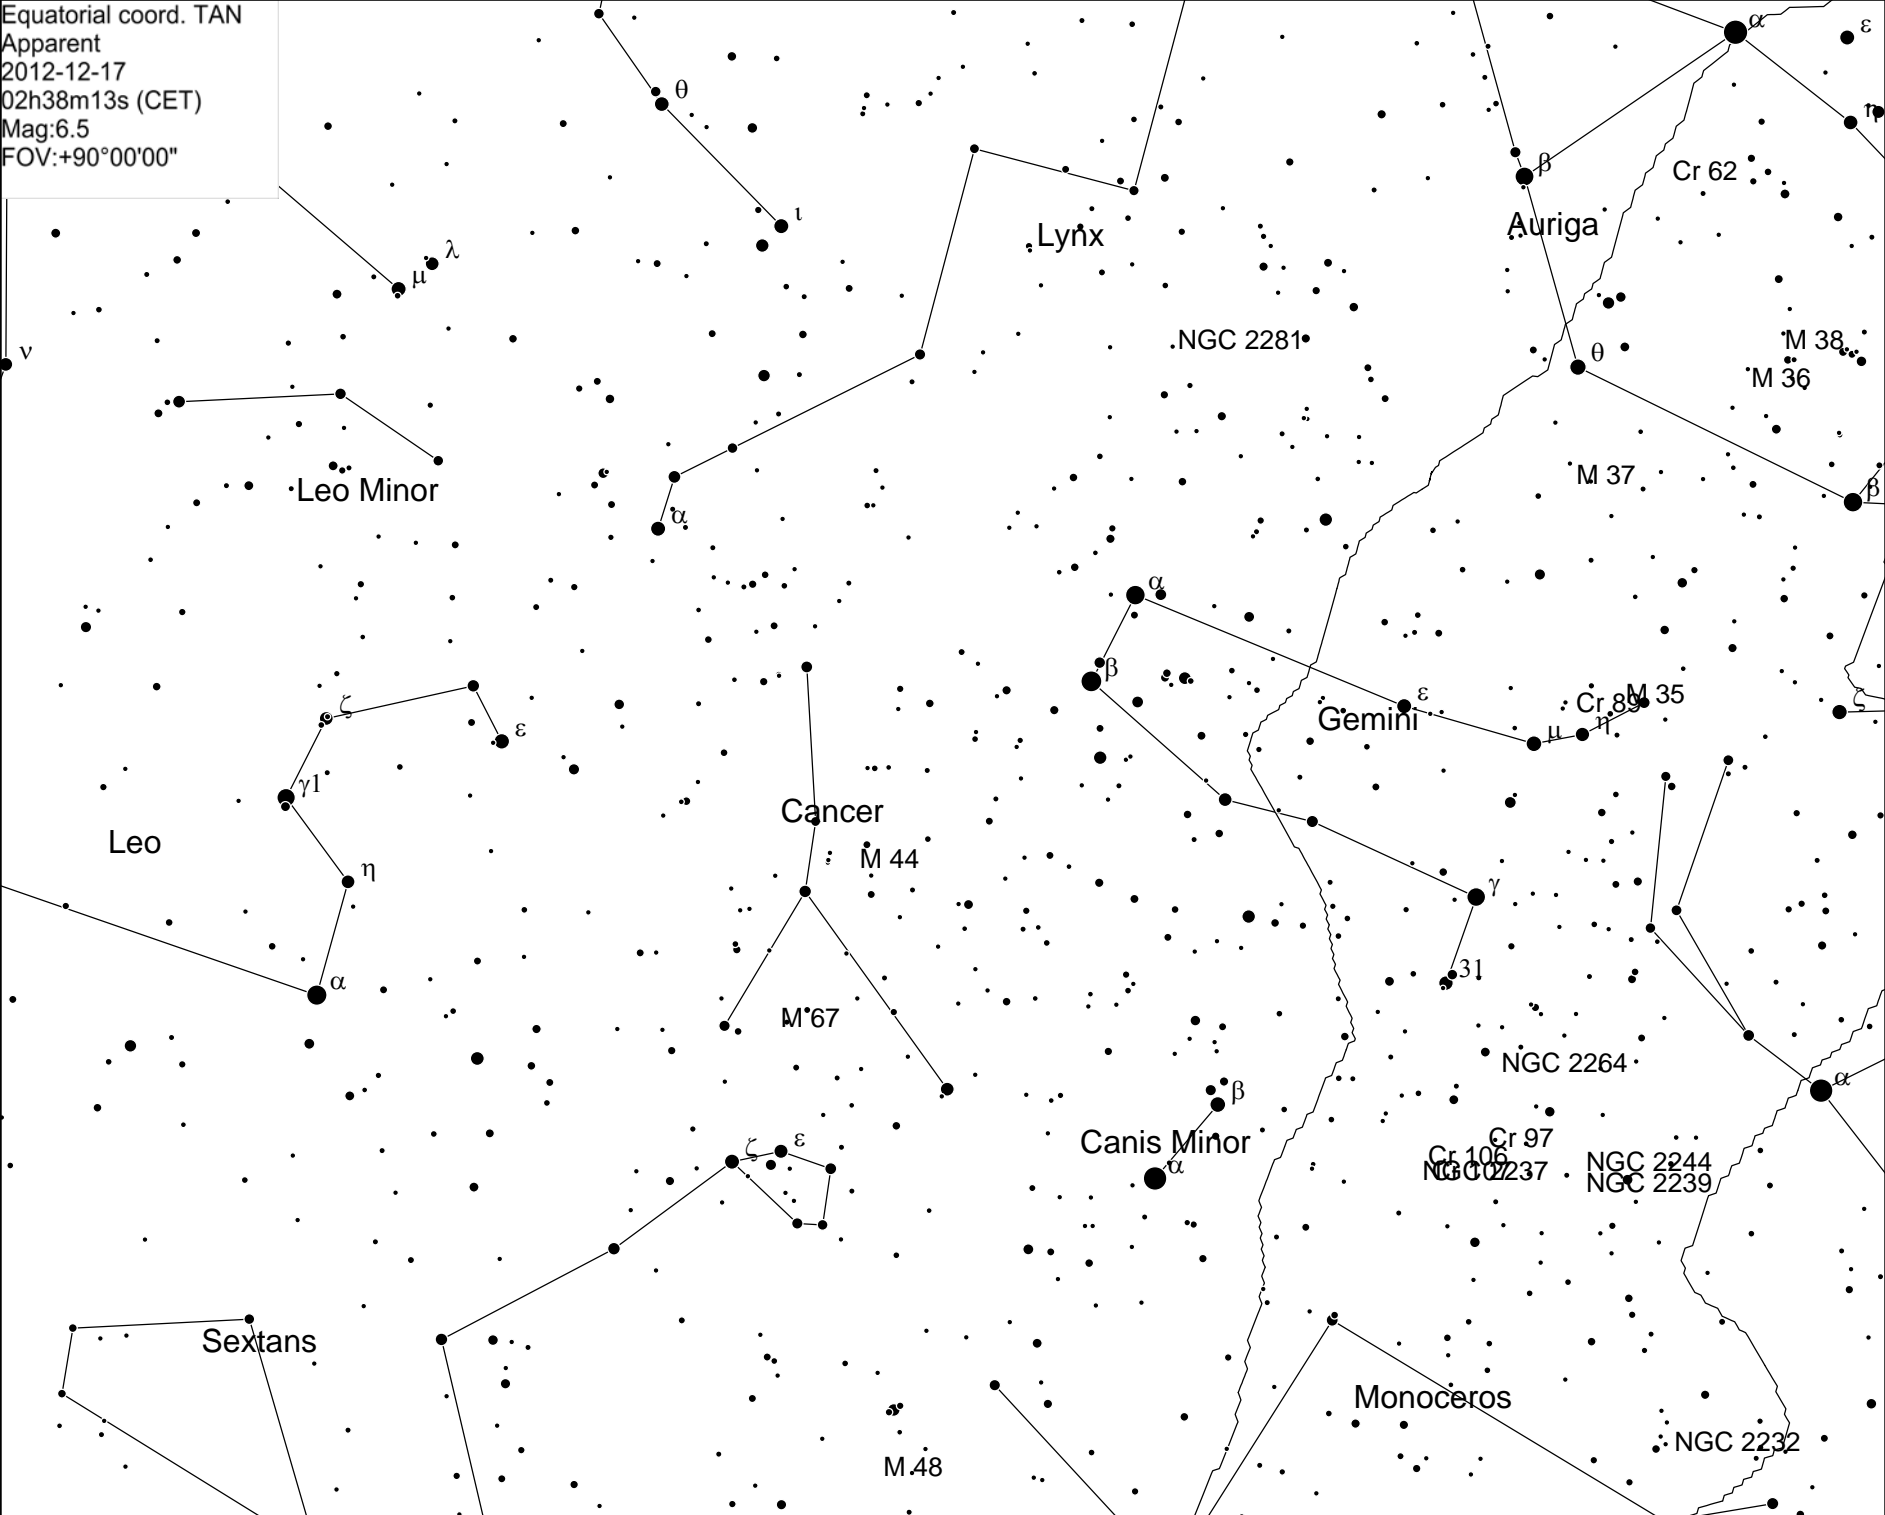 Equatorial coord. TAN
Apparent
2012-12-17
02h38m13s (CET)
Mag:6.5
FOV:+90°00'00"
α
ε
θ
η
β
Cr 62
ι
Auriga
Lynx
λ
μ
NGC 2281
M 38
ν
θ
M 36
M 37
β
Leo Minor
α
α
β
ζ
ε
M 35
Cr 89
ε
Gemini
η
μ
ζ
γ1
Cancer
Leo
M 44
η
γ
31
α
M 67
NGC 2264
α
β
Cr 97
Canis Minor
ζ
ε
Cr 106
NGC 2237
α
NGC 2244
NGC 2239
Sextans
Monoceros
NGC 2232
M 48